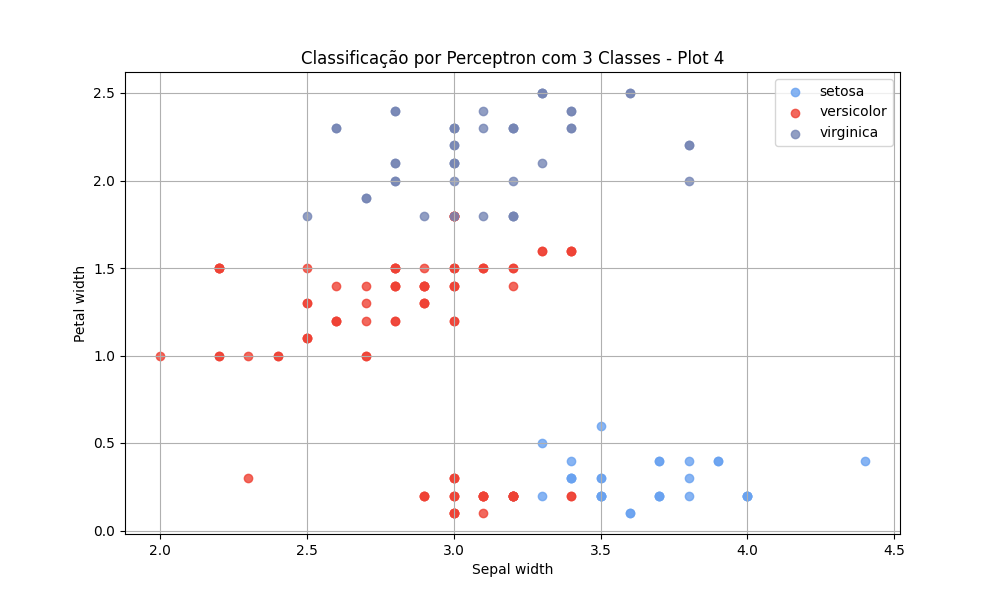 Classificação por Perceptron com 3 Classes - Plot 4
setosa
versicolor
virginica
2.5
2.0
1.5
1.0
0.5
0.0
Petal width
2.0 2.5 3.0 3.5 4.0 4.5
Sepal width